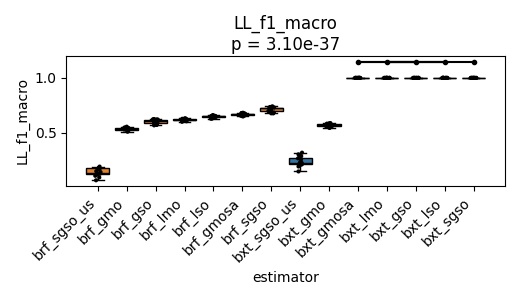 LL_f1_macro
p = 3.10e-37
LL_f1_macro
1.0
0.5
brf_sgso_us
brf_gmo
brf_gso
brf_lmo
brf_lso
brf_gmosa
brf_sgso
bxt_sgso_us
bxt_gmo
bxt_gmosa
bxt_lmo
bxt_gso
bxt_lso
bxt_sgso
estimator